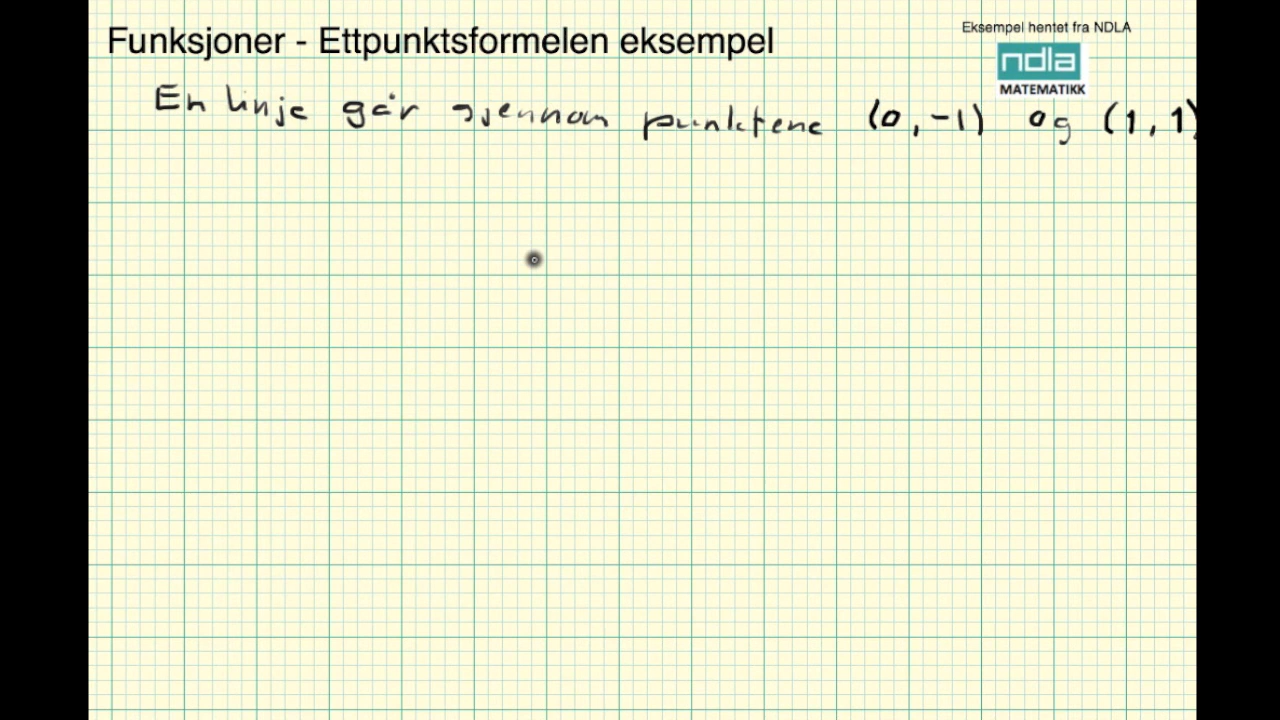 Funksjoner - Ettpunktsformelen eksempel
Eksempel hentet fra NDLA
ndla
MATEMATIKK
En linje går gjennom punktene (0,-1) og (1,1)